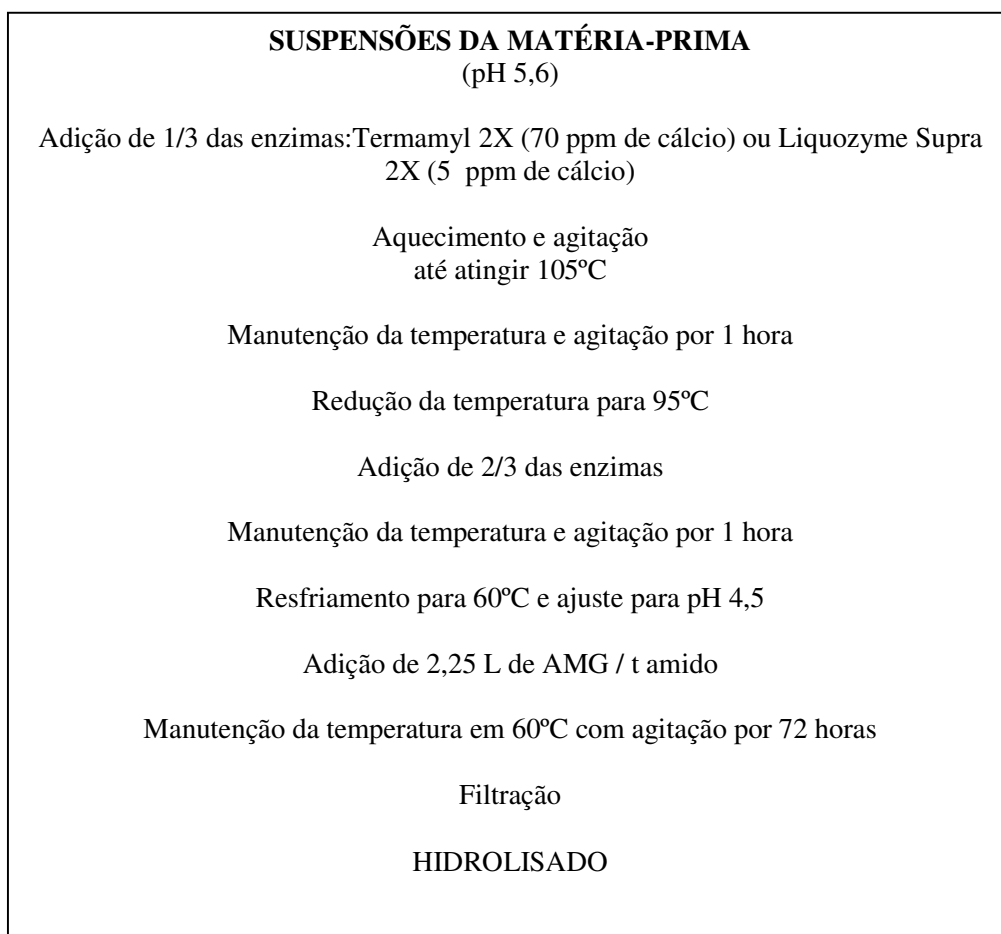 SUSPENSÕES DA MATÉRIA-PRIMA
(pH 5,6)
Adição de 1/3 das enzimas:Termamyl 2X (70 ppm de cálcio) ou Liquozyme Supra
2X (5 ppm de cálcio)
Aquecimento e agitação
até atingir 105ºC
Manutenção da temperatura e agitação por 1 hora
Redução da temperatura para 95ºC
Adição de 2/3 das enzimas
Manutenção da temperatura e agitação por 1 hora
Resfriamento para 60ºC e ajuste para pH 4,5
Adição de 2,25 L de AMG / t amido
Manutenção da temperatura em 60ºC com agitação por 72 horas
Filtração
HIDROLISADO